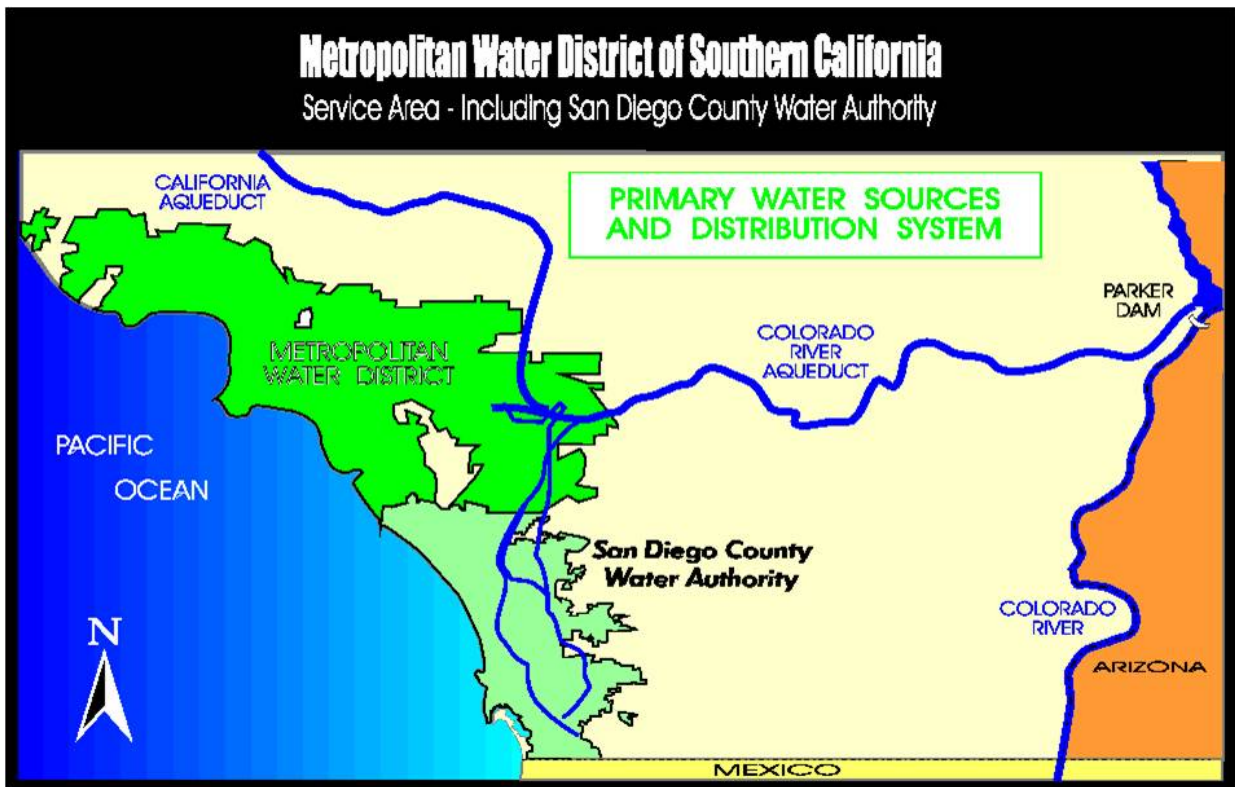 Metropolitan Water District of Southern California
Service Area - Including San Diego County Water Authority
CALIFORNIA
AQUEDUCT
PRIMARY WATER SOURCES
AND DISTRIBUTION SYSTEM
PARKER
DAM
COLORADO
RIVER
AQUEDUCT
METROPOLITAN
WATER DISTRICT
PACIFIC
OCEAN
San Diego County
Water Authority
COLORADO
RIVER
N
ARIZONA
MEXICO